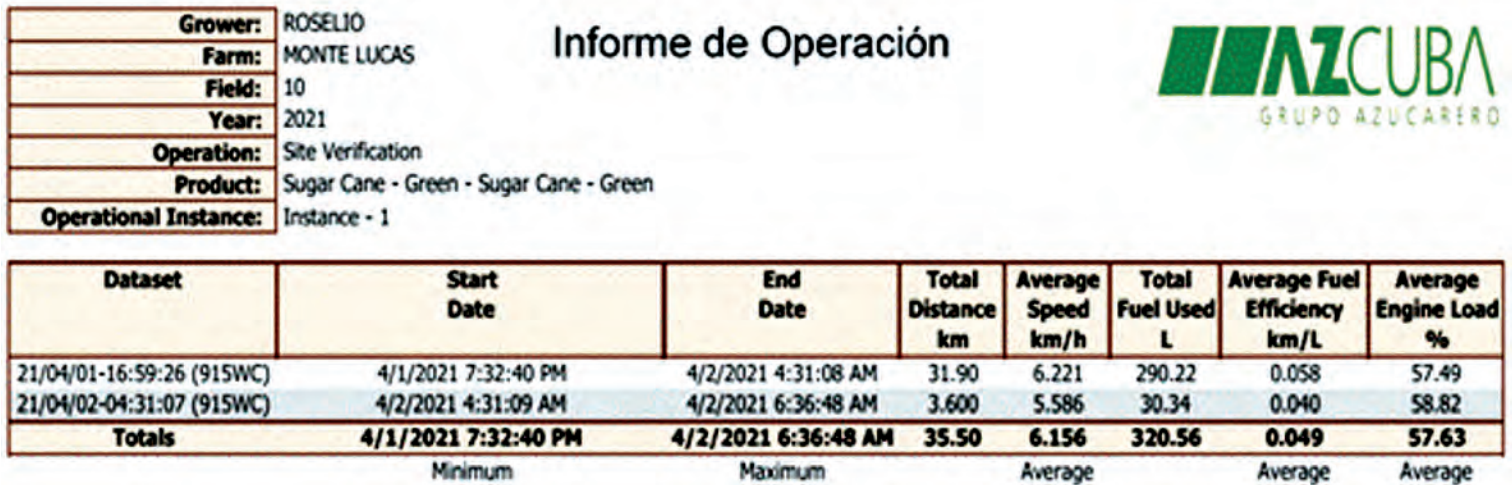 Grower: ROSELIO
Farm: MONTE LUCAS
Field: 10
Year: 2021
Operation: Site Verification
Product: Sugar Cane - Green - Sugar Cane - Green
Operational Instance: Instance - 1
Informe de Operación
AZCUBA
GRUPO AZUCARERO
Dataset Start Date End Date Total Distance km Average Speed km/h Total Fuel Used L Average Fuel Efficiency km/L Average Engine Load %
21/04/01-16:59:26 (915WC) 4/1/2021 7:32:40 PM 4/2/2021 4:31:08 AM 31.90 6.221 290.22 0.058 57.49
21/04/02-04:31:07 (915WC) 4/2/2021 4:31:09 AM 4/2/2021 6:36:48 AM 3.600 5.586 30.34 0.040 58.82
Totals 4/1/2021 7:32:40 PM 4/2/2021 6:36:48 AM 35.50 6.156 320.56 0.049 57.63
Minimum Maximum Average Average Average